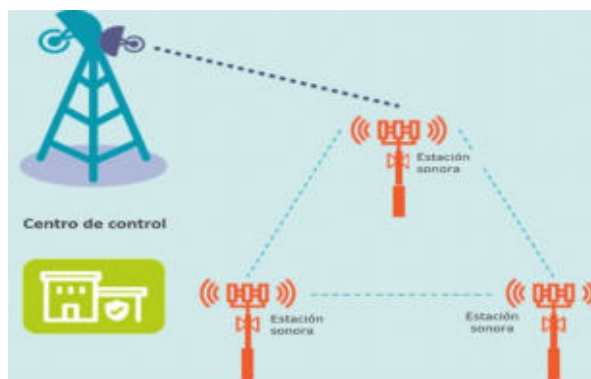 Estación
sonora
Centro de control
Estación
sonora
Estación
sonora